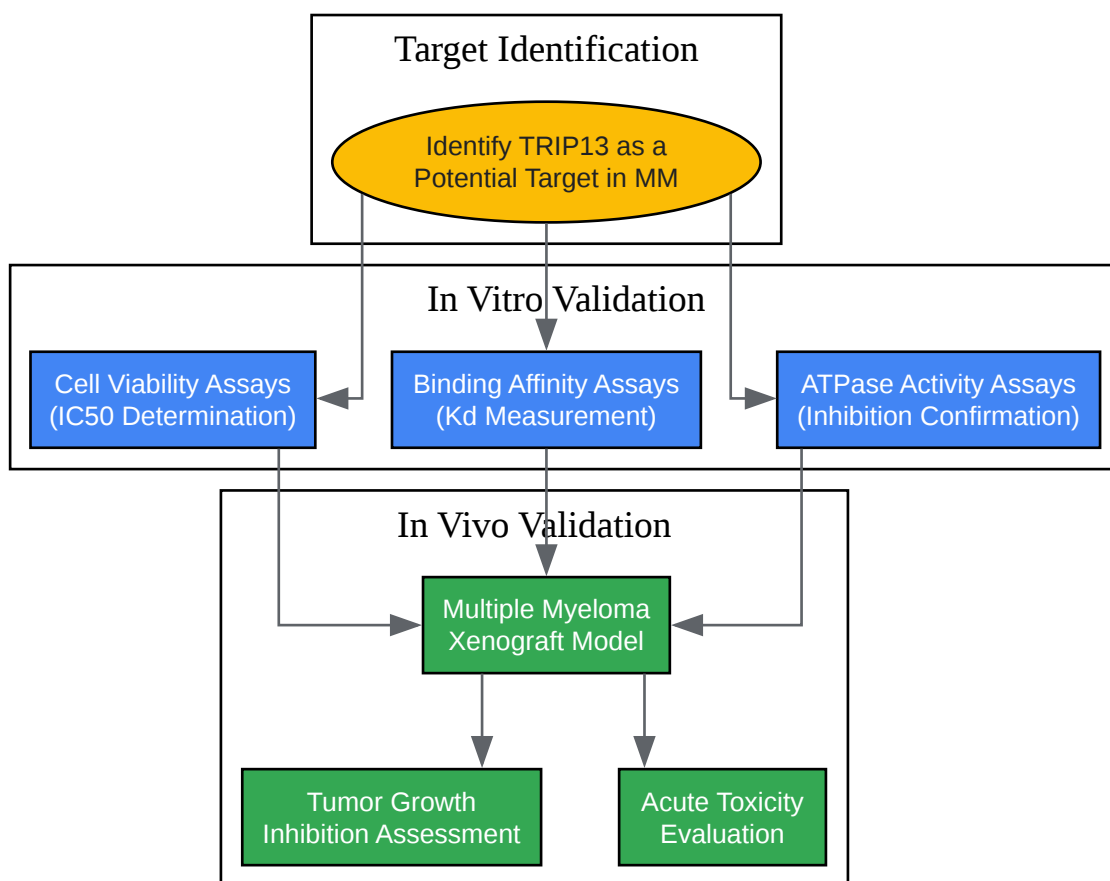 Target Identification
Identify TRIP13 as a
Potential Target in MM
In Vitro Validation
Cell Viability Assays
(IC50 Determination)
Binding Affinity Assays
(Kd Measurement)
ATPase Activity Assays
(Inhibition Confirmation)
In Vivo Validation
Multiple Myeloma
Xenograft Model
Tumor Growth
Inhibition Assessment
Acute Toxicity
Evaluation